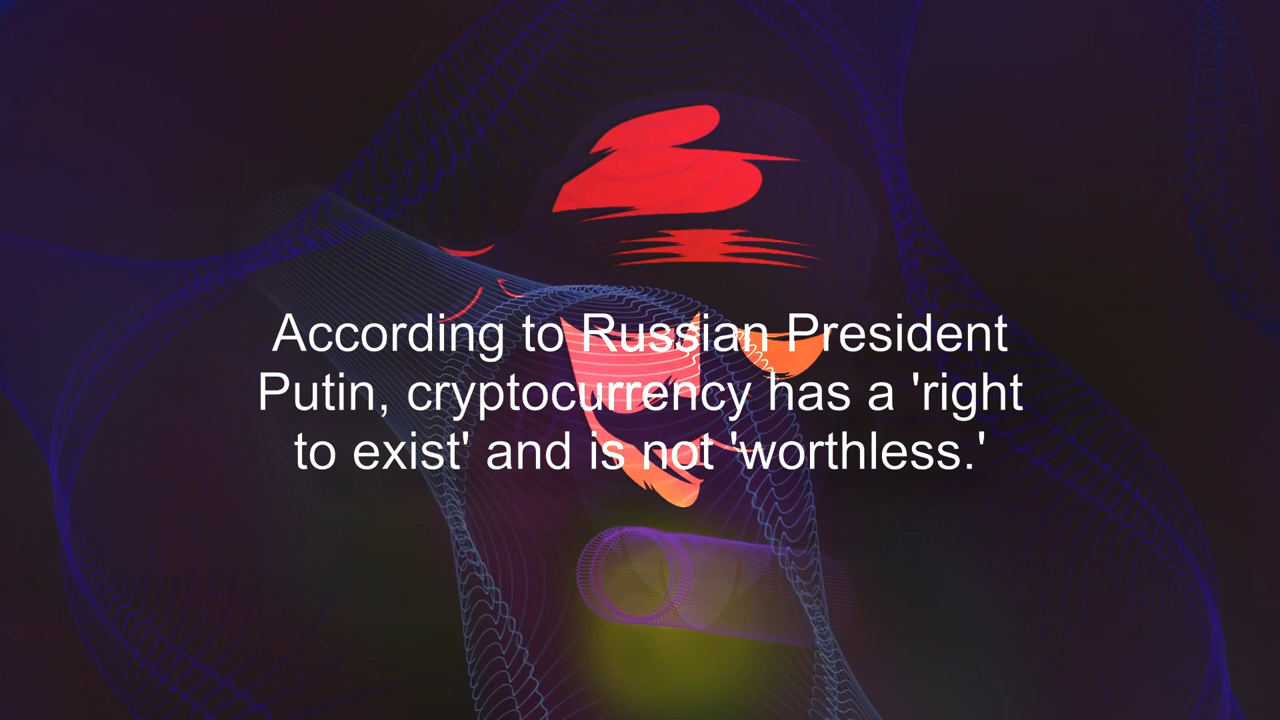 According to Russian President
Putin, cryptocurrency has a 'right
to exist' and is not 'worthless.'